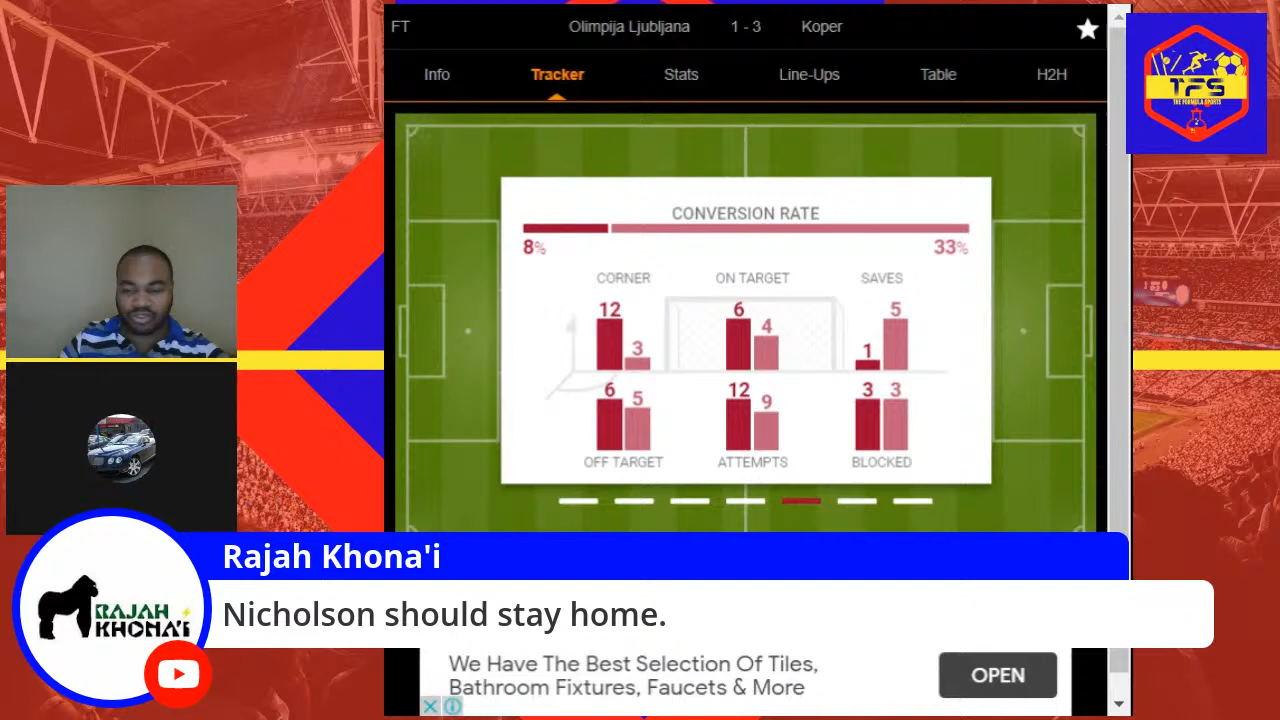 FT Olimpija Ljubljana 1 - 3 Koper
Info Tracker Stats Line-Ups Table H2H
TFS
THE FORMULA SPORTS
CONVERSION RATE
8% 33%
CORNER ON TARGET SAVES
12 3 6 4 1 5
6 5 12 9 3 3
OFF TARGET ATTEMPTS BLOCKED
Rajah Khona'i
RAJAH
KHONA'I
Nicholson should stay home.
We Have The Best Selection Of Tiles,
Bathroom Fixtures, Faucets & More
OPEN